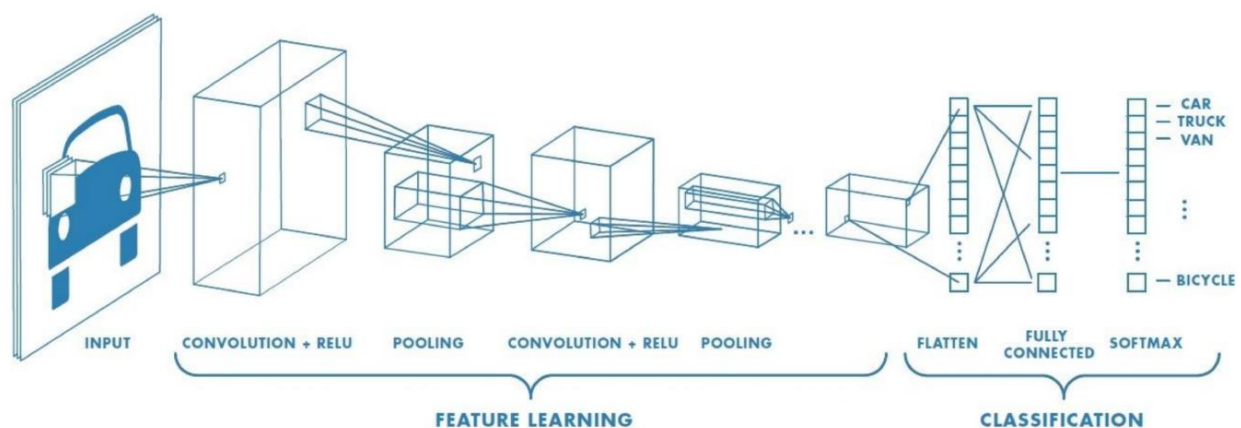 CAR
TRUCK
VAN
...
BICYCLE
INPUT
CONVOLUTION + RELU
POOLING
CONVOLUTION + RELU
POOLING
FLATTEN
FULLY
CONNECTED
SOFTMAX
FEATURE LEARNING
CLASSIFICATION